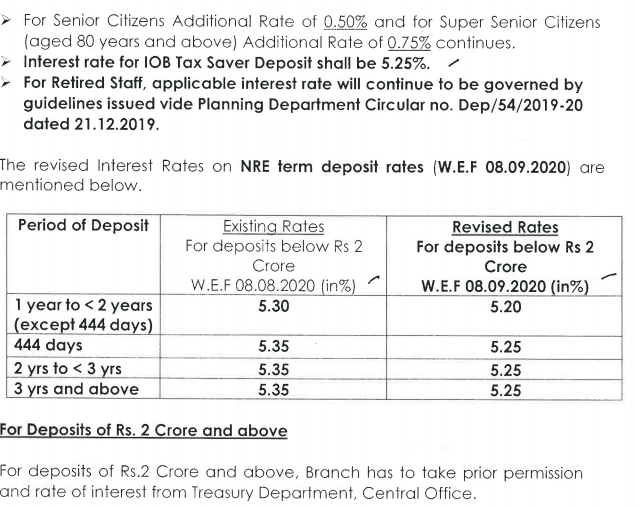 ➢ For Senior Citizens Additional Rate of 0.50% and for Super Senior Citizens
(aged 80 years and above) Additional Rate of 0.75% continues.
➢ Interest rate for IOB Tax Saver Deposit shall be 5.25%.
➢ For Retired Staff, applicable interest rate will continue to be governed by
guidelines issued vide Planning Department Circular no. Dep/54/2019-20
dated 21.12.2019.
The revised Interest Rates on NRE term deposit rates (W.E.F 08.09.2020) are
mentioned below.
Period of Deposit
Existing Rates
For deposits below Rs 2
Crore
W.E.F 08.08.2020 (in%)
Revised Rates
For deposits below Rs 2
Crore
W.E.F 08.09.2020 (in%)
1 year to < 2 years
(except 444 days)
5.30
5.20
444 days
5.35
5.25
2 yrs to < 3 yrs
5.35
5.25
3 yrs and above
5.35
5.25
For Deposits of Rs. 2 Crore and above
For deposits of Rs.2 Crore and above, Branch has to take prior permission
and rate of interest from Treasury Department, Central Office.